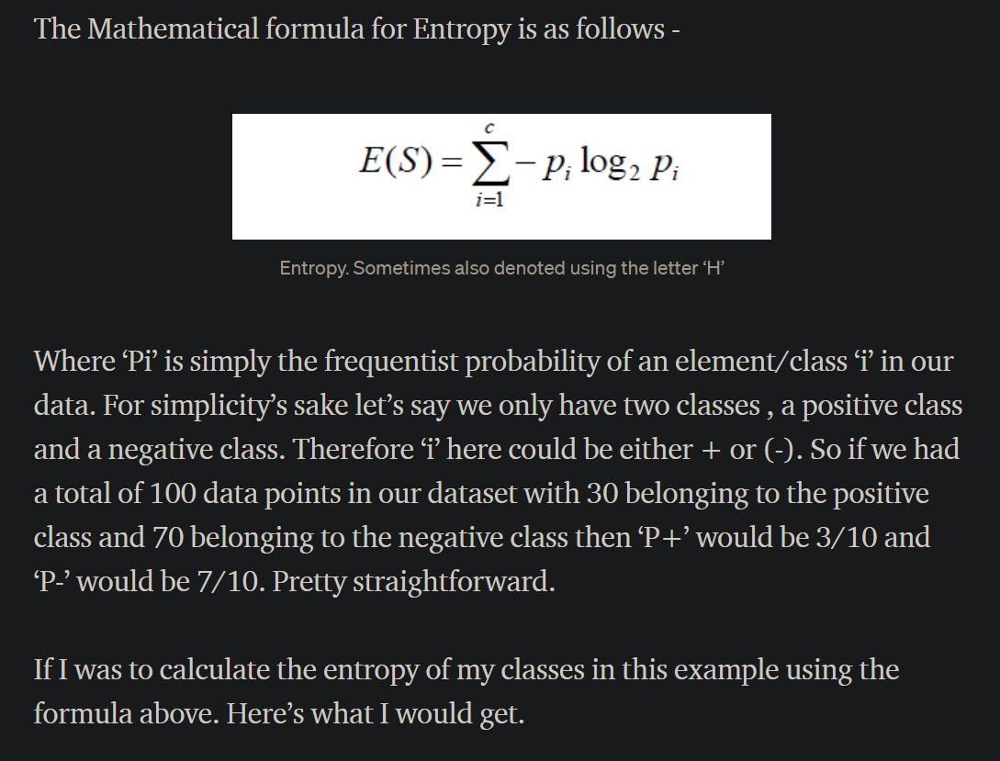 The Mathematical formula for Entropy is as follows -
E(S) = ∑ᵢ₌₁ᶜ – pᵢ log₂ pᵢ
Entropy. Sometimes also denoted using the letter ‘H’
Where ‘Pi’ is simply the frequentist probability of an element/class ‘i’ in our
data. For simplicity’s sake let’s say we only have two classes , a positive class
and a negative class. Therefore ‘i’ here could be either + or (-). So if we had
a total of 100 data points in our dataset with 30 belonging to the positive
class and 70 belonging to the negative class then ‘P+’ would be 3/10 and
‘P-’ would be 7/10. Pretty straightforward.
If I was to calculate the entropy of my classes in this example using the
formula above. Here’s what I would get.